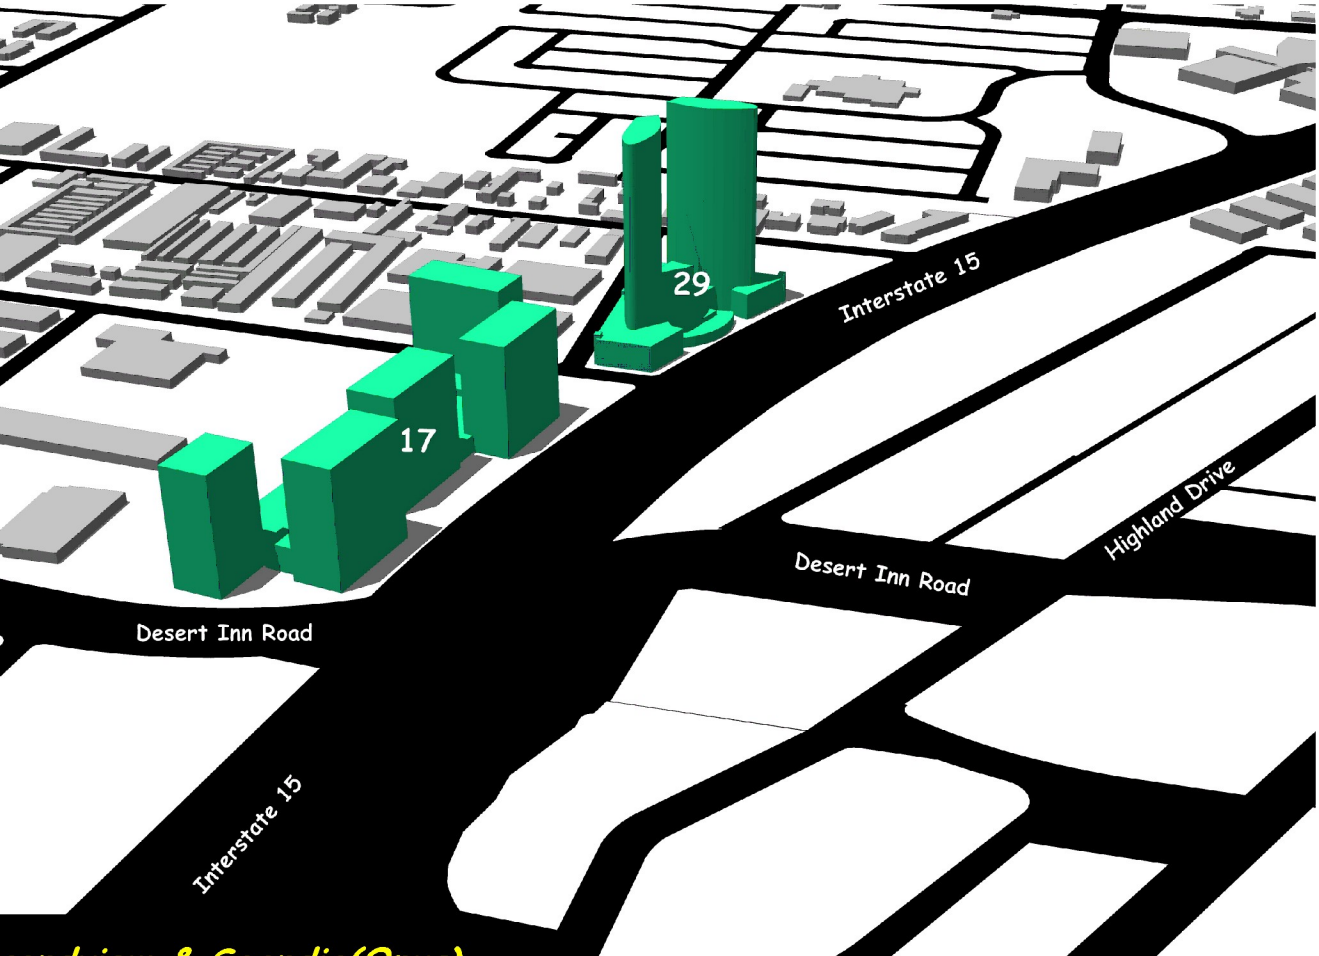 29
Interstate 15
17
Highland Drive
Desert Inn Road
Desert Inn Road
Interstate 15